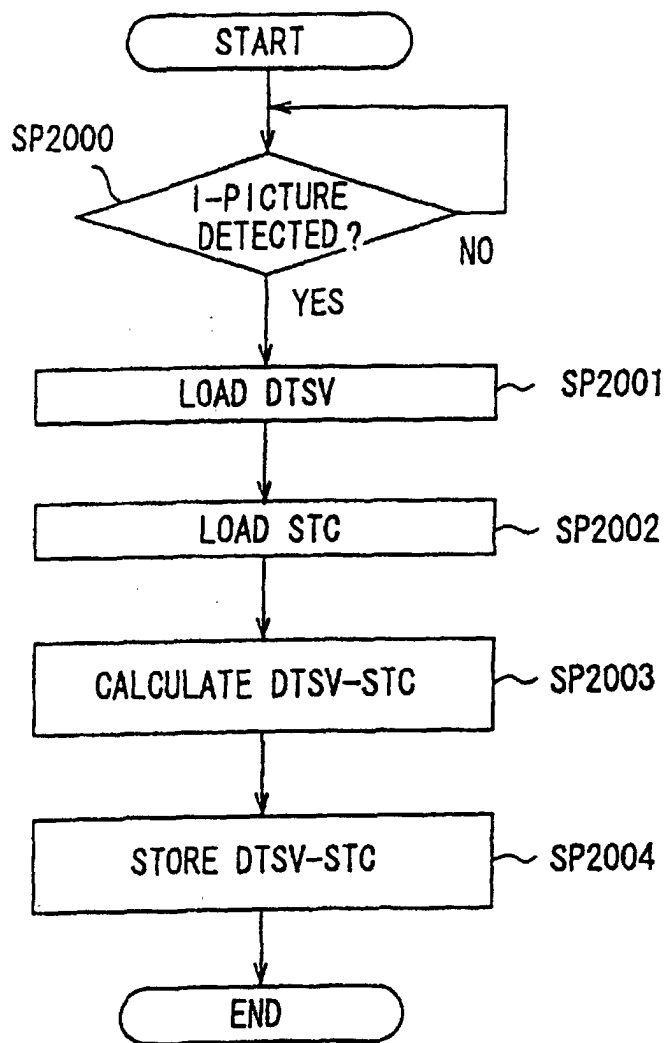 START
SP2000
I-PICTURE
DETECTED?
NO
YES
LOAD DTSV
SP2001
LOAD STC
SP2002
CALCULATE DTSV-STC
SP2003
STORE DTSV-STC
SP2004
END